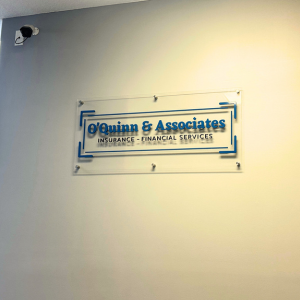 O'Quinn & Associates
INSURANCE - FINANCIAL SERVICES